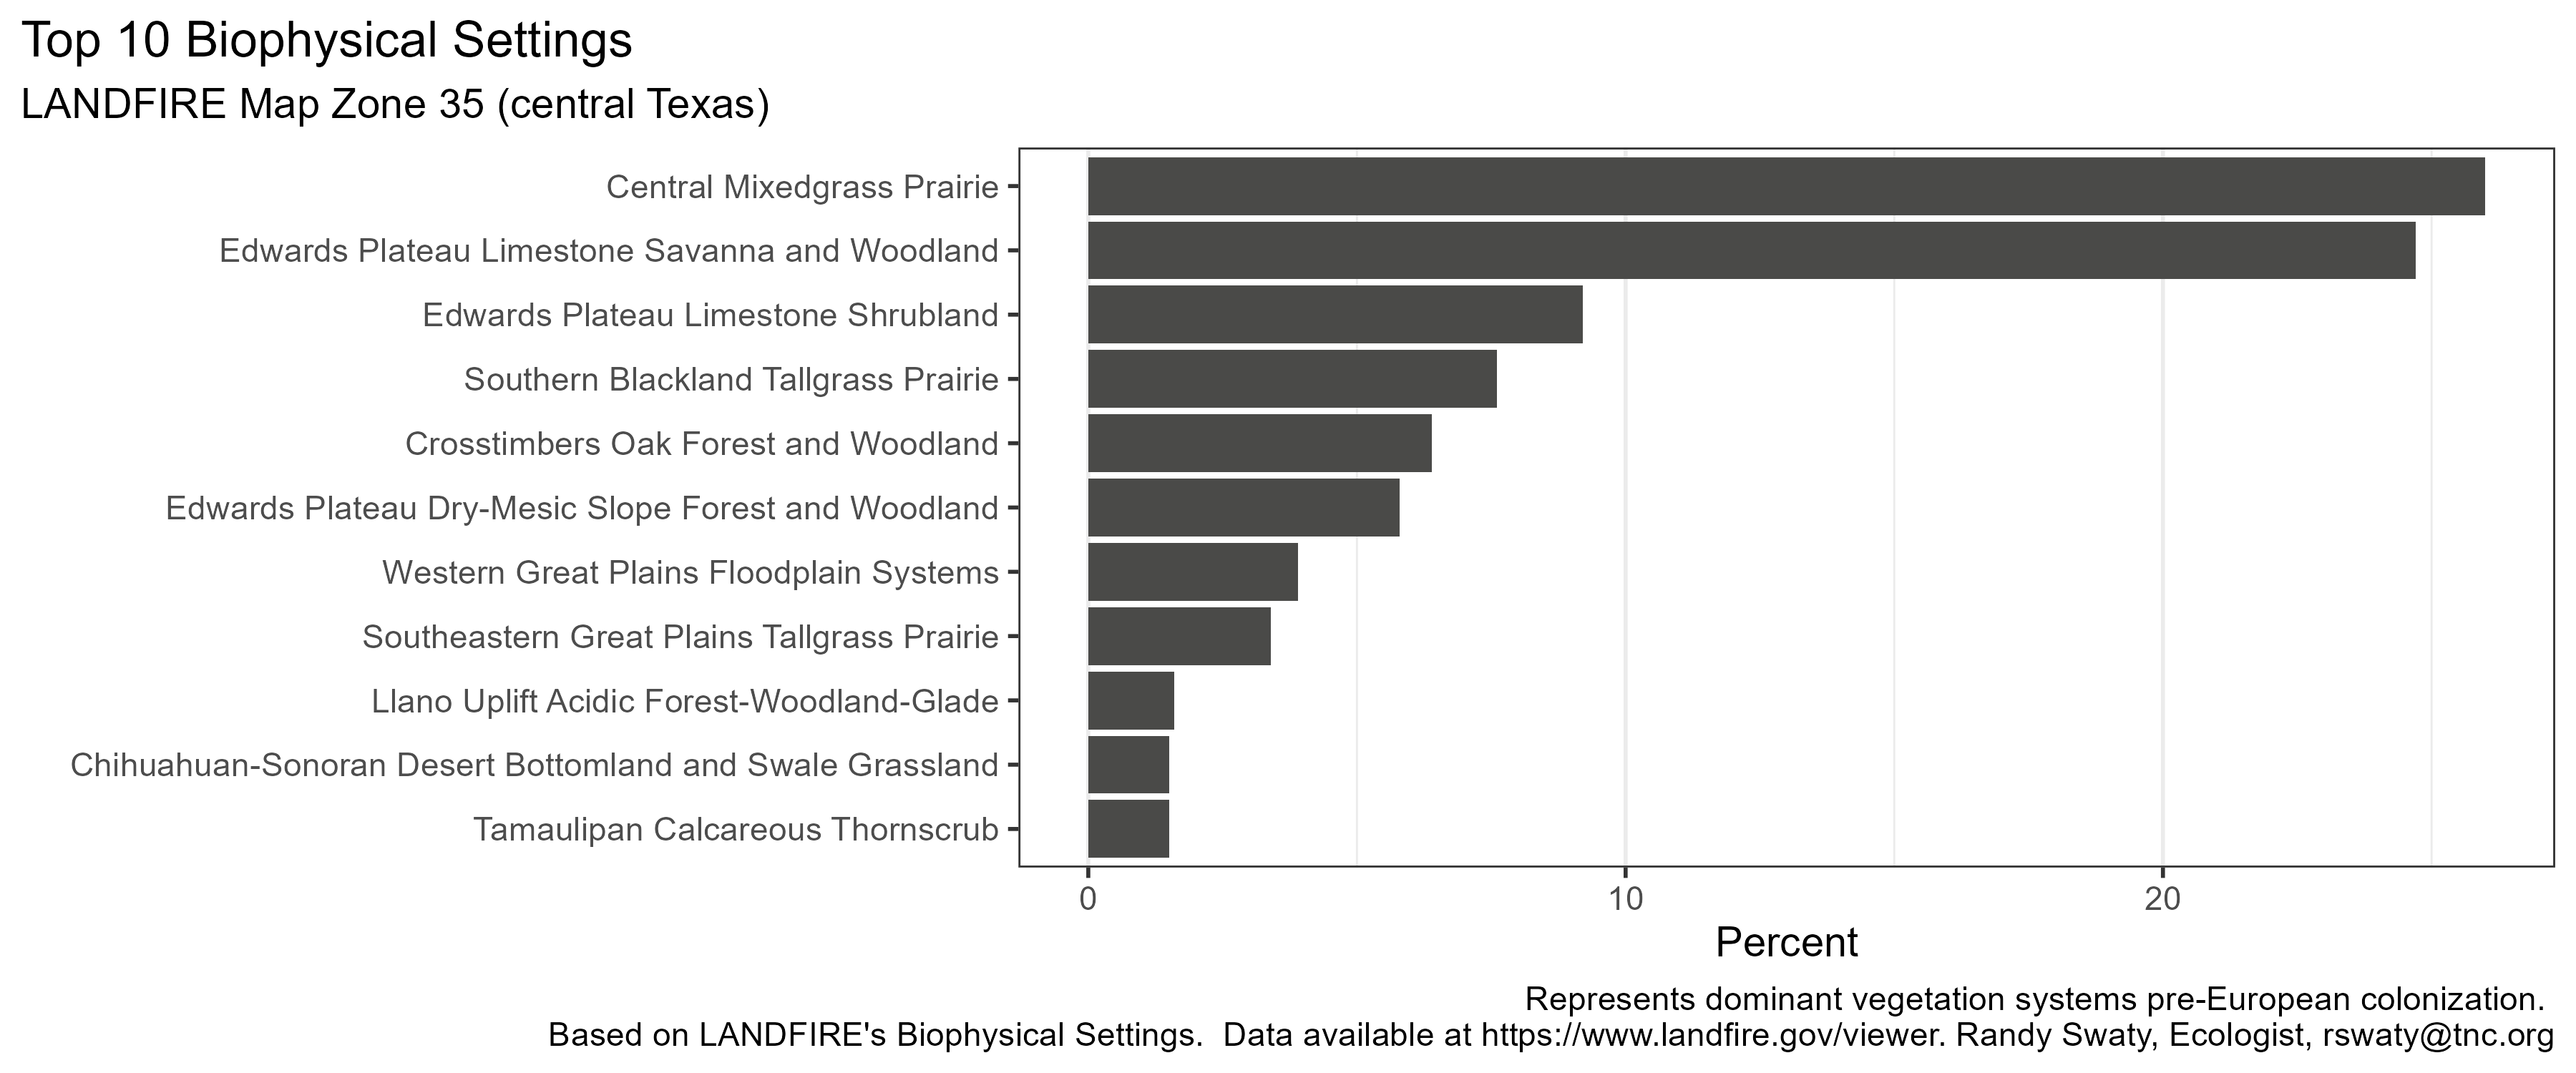 Top 10 Biophysical Settings
LANDFIRE Map Zone 35 (central Texas)
Central Mixedgrass Prairie
Edwards Plateau Limestone Savanna and Woodland
Edwards Plateau Limestone Shrubland
Southern Blackland Tallgrass Prairie
Crosstimbers Oak Forest and Woodland
Edwards Plateau Dry-Mesic Slope Forest and Woodland
Western Great Plains Floodplain Systems
Southeastern Great Plains Tallgrass Prairie
Llano Uplift Acidic Forest-Woodland-Glade
Chihuahuan-Sonoran Desert Bottomland and Swale Grassland
Tamaulipan Calcareous Thornscrub
0 10 20
Percent
Represents dominant vegetation systems pre-European colonization.
Based on LANDFIRE's Biophysical Settings.  Data available at https://www.landfire.gov/viewer. Randy Swaty, Ecologist, rswaty@tnc.org